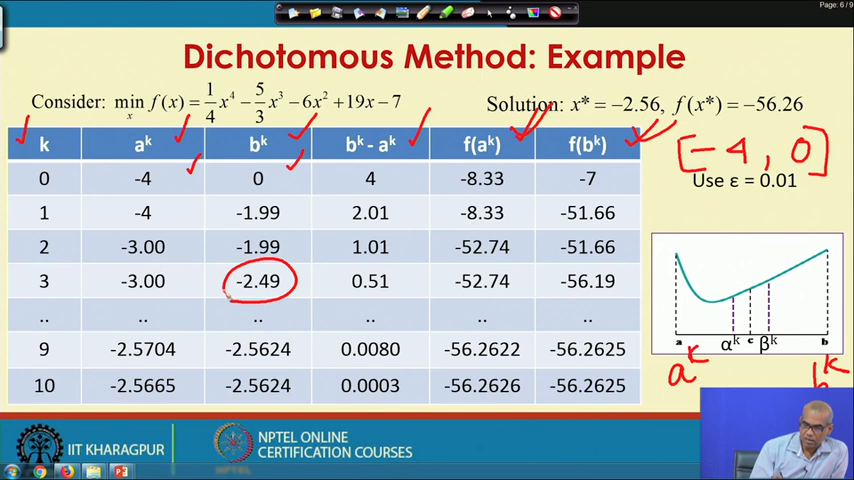 Page: 6 / 9
Dichotomous Method: Example
Consider: min f(x) = 1/4 x⁴ − 5/3 x³ − 6x² + 19x − 7
x
Solution: x* = −2.56, f(x*) = −56.26
k aᵏ bᵏ bᵏ - aᵏ f(aᵏ) f(bᵏ)
0 -4 0 4 -8.33 -7
1 -4 -1.99 2.01 -8.33 -51.66
2 -3.00 -1.99 1.01 -52.74 -51.66
3 -3.00 -2.49 0.51 -52.74 -56.19
.. .. .. .. .. ..
9 -2.5704 -2.5624 0.0080 -56.2622 -56.2625
10 -2.5665 -2.5624 0.0003 -56.2626 -56.2625
[-4, 0]
Use ε = 0.01
a αᵏ c βᵏ b
aᵏ bᵏ
IIT KHARAGPUR
NPTEL ONLINE
CERTIFICATION COURSES